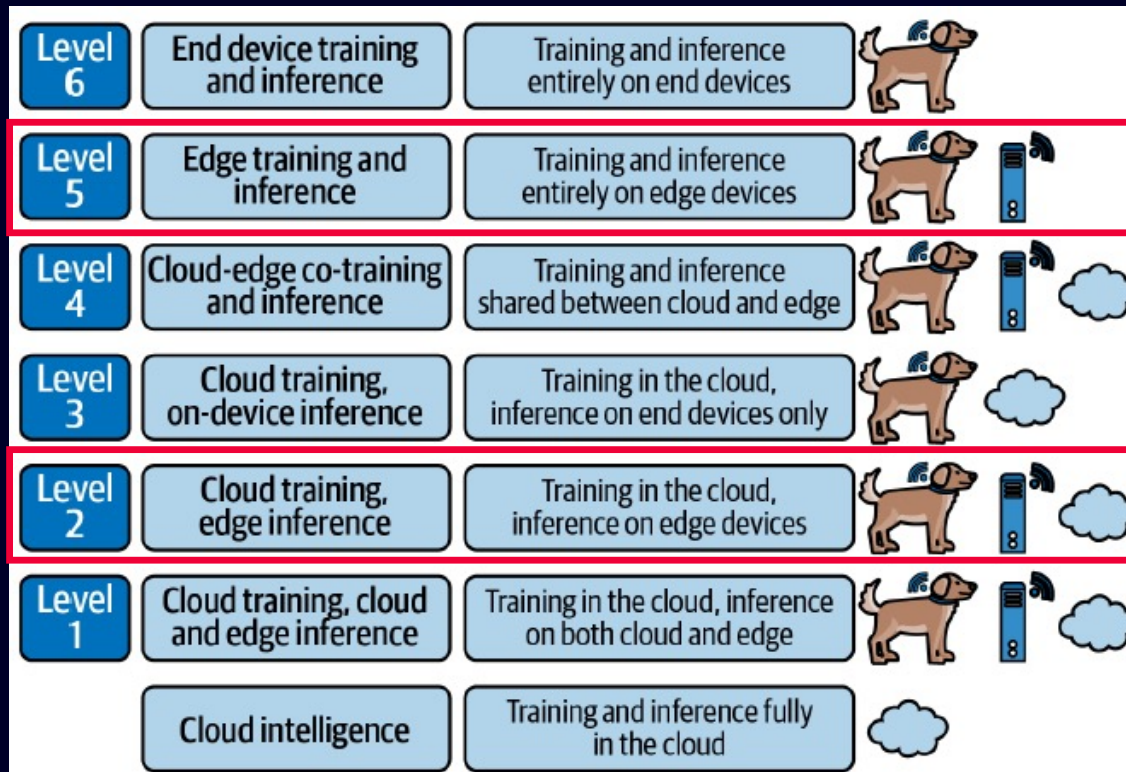 Level
6
End device training
and inference
Training and inference
entirely on end devices
Level
5
Edge training and
inference
Training and inference
entirely on edge devices
Level
4
Cloud-edge co-training
and inference
Training and inference
shared between cloud and edge
Level
3
Cloud training,
on-device inference
Training in the cloud,
inference on end devices only
Level
2
Cloud training,
edge inference
Training in the cloud,
inference on edge devices
Level
1
Cloud training, cloud
and edge inference
Training in the cloud, inference
on both cloud and edge
Cloud intelligence
Training and inference fully
in the cloud